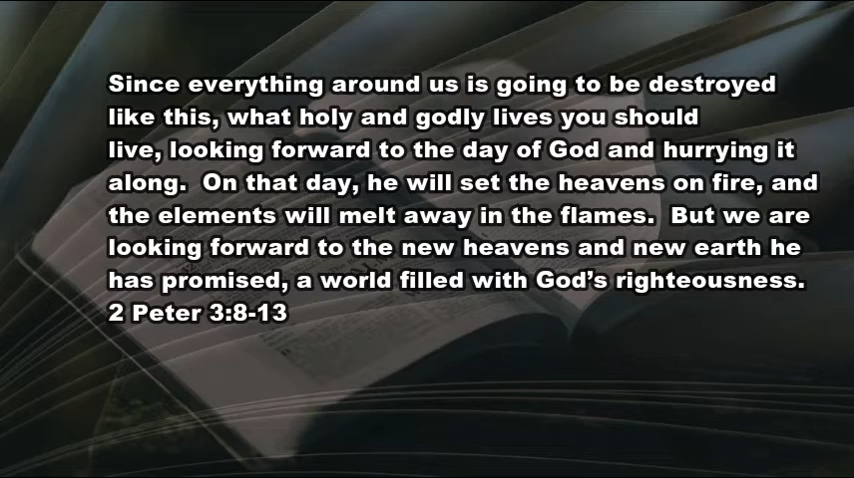 Since everything around us is going to be destroyed
like this, what holy and godly lives you should
live, looking forward to the day of God and hurrying it
along.  On that day, he will set the heavens on fire, and
the elements will melt away in the flames.  But we are
looking forward to the new heavens and new earth he
has promised, a world filled with God’s righteousness.
2 Peter 3:8-13